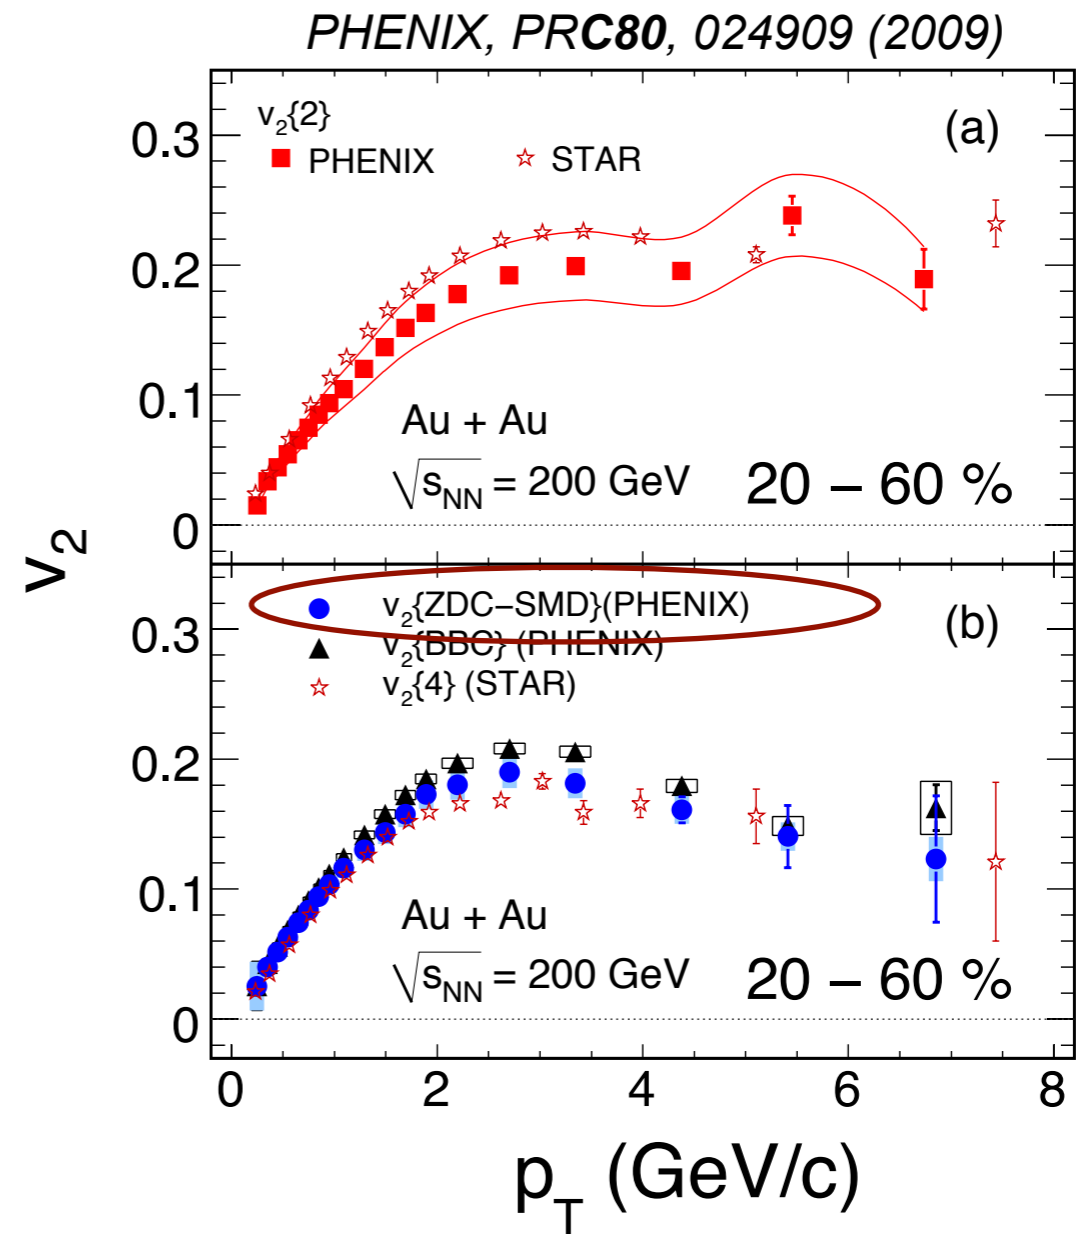 PHENIX, PRC80, 024909 (2009)
v2{2}
PHENIX
STAR
(a)
0.3
0.2
0.1
0
Au + Au
√sNN = 200 GeV
20 – 60 %
v2
v2{ZDC–SMD}(PHENIX)
v2{BBC} (PHENIX)
v2{4} (STAR)
(b)
0.3
0.2
0.1
0
Au + Au
√sNN = 200 GeV
20 – 60 %
0 2 4 6 8
pT (GeV/c)